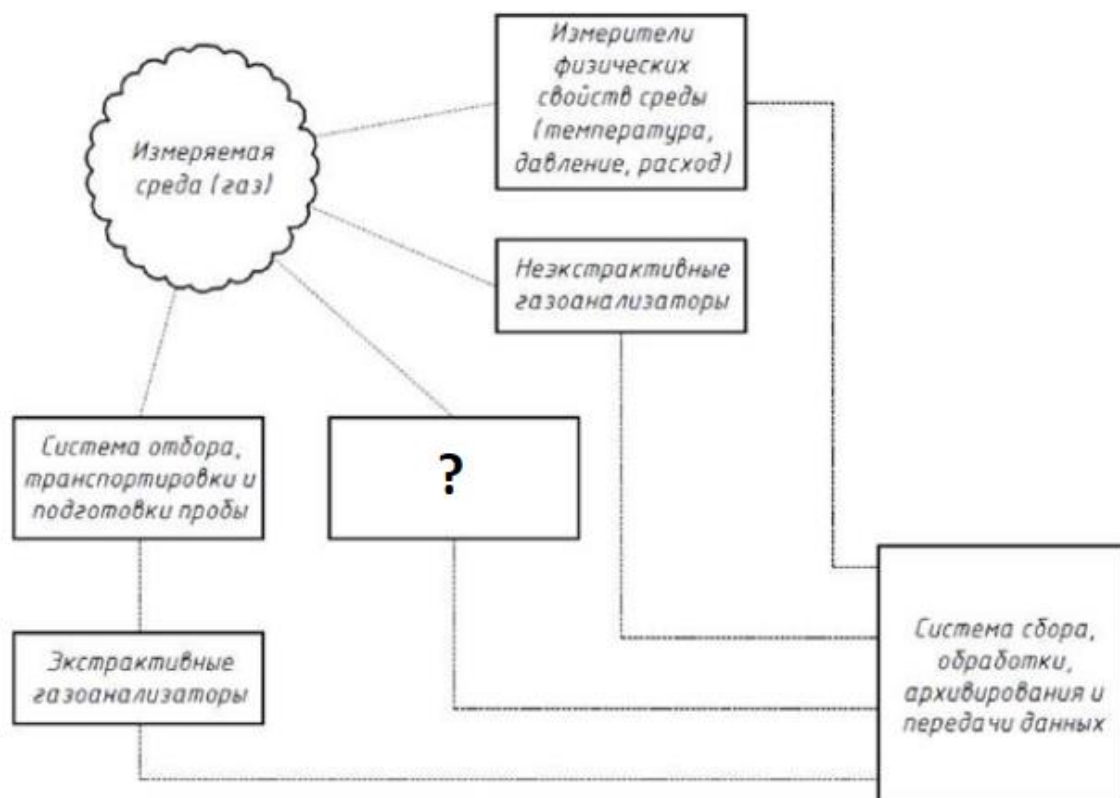 Измерители
физических
свойств среды
(температура,
давление, расход)
Измеряемая
среда (газ)
Неэкстрактивные
газоанализаторы
Система отбора,
транспортировки и
подготовки пробы
?
Экстрактивные
газоанализаторы
Система сбора,
обработки,
архивирования и
передачи данных